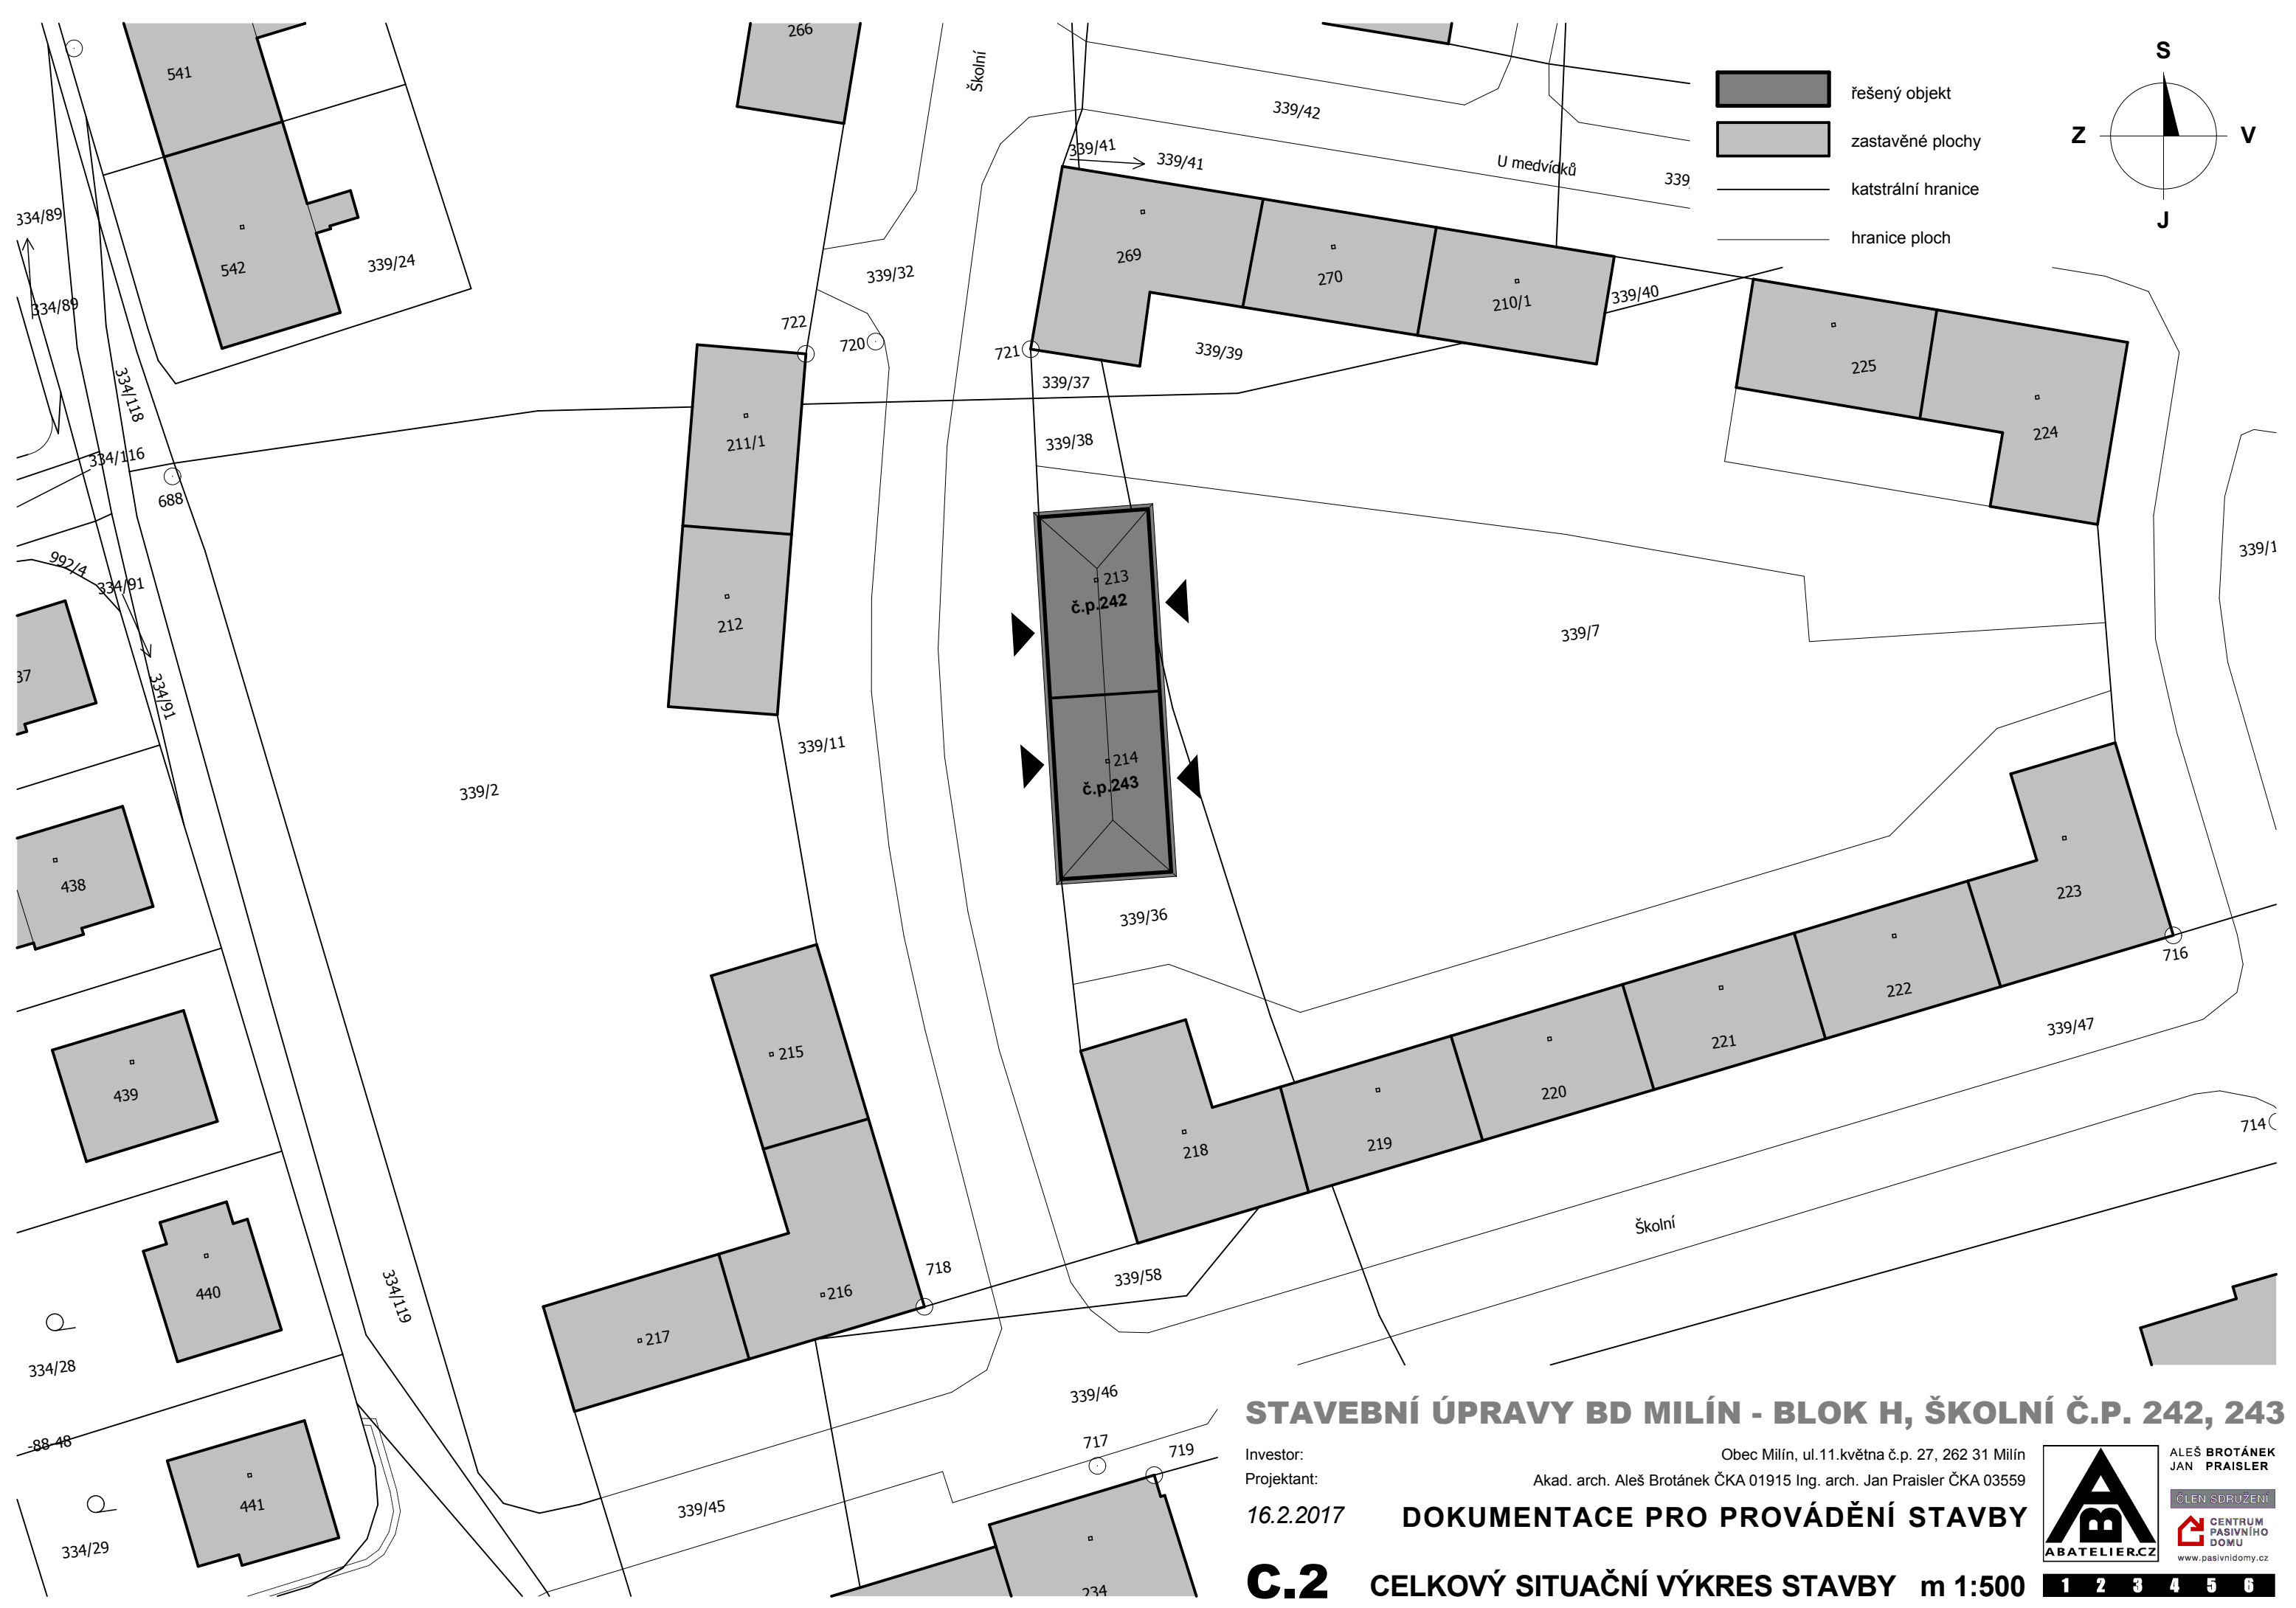 266
Školní
541
339/42
S
řešený objekt
Z
V
zastavěné plochy
339/41
339/41
U medvídků
339
katstrální hranice
J
334/89
hranice ploch
269
542
339/24
339/32
270
210/1
339/40
334/89
722
720
721
339/39
339/37
225
334/118
211/1
339/38
224
334/116
688
339/1
992/4
334/91
213
č.p.242
212
339/7
37
334/91
339/11
214
č.p.243
339/2
438
339/36
223
716
222
339/47
215
221
439
220
714
219
218
Školní
718
339/58
440
216
334/119
217
334/28
339/46
-88-48
717
719
441
339/45
334/29
234
STAVEBNÍ ÚPRAVY BD MILÍN - BLOK H, ŠKOLNÍ Č.P. 242, 243
Investor:
Obec Milín, ul.11.května č.p. 27, 262 31 Milín
Projektant:
Akad. arch. Aleš Brotánek ČKA 01915 Ing. arch. Jan Praisler ČKA 03559
16.2.2017
DOKUMENTACE PRO PROVÁDĚNÍ STAVBY
C.2
CELKOVÝ SITUAČNÍ VÝKRES STAVBY m 1:500
ABA
ABATELIER.CZ
ALEŠ BROTÁNEK
JAN PRAISLER
ČLEN SDRUŽENÍ
CENTRUM
PASIVNÍHO
DOMU
www.pasivnidomy.cz
1 2 3 4 5 6